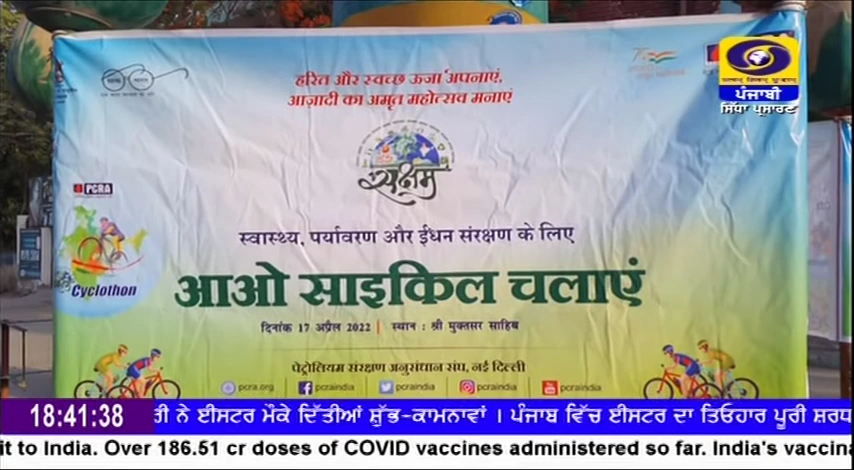 हरित और स्वच्छ ऊर्जा अपनाएं,
आज़ादी का अमृत महोत्सव मनाएं
ਪੰਜਾਬੀ
ਸਿੱਧਾ ਪ੍ਰਸਾਰਣ
सक्षम
PCRA
स्वास्थ्य, पर्यावरण और ईंधन संरक्षण के लिए
Cyclothon
आओ साइकिल चलाएं
दिनांक 17 अप्रैल 2022 | स्थान : श्री मुक्तसर साहिब
पेट्रोलियम संरक्षण अनुसंधान संघ, नई दिल्ली
pcra.org pcraindia pcraindia pcraindia pcraindia
18:41:38 ਰੀ ਨੇ ਈਸਟਰ ਮੌਕੇ ਦਿੱਤੀਆਂ ਸ਼ੁੱਭ-ਕਾਮਨਾਵਾਂ । ਪੰਜਾਬ ਵਿੱਚ ਈਸਟਰ ਦਾ ਤਿਓਹਾਰ ਪੂਰੀ ਸ਼ਰਧ
it to India. Over 186.51 cr doses of COVID vaccines administered so far. India's vaccina